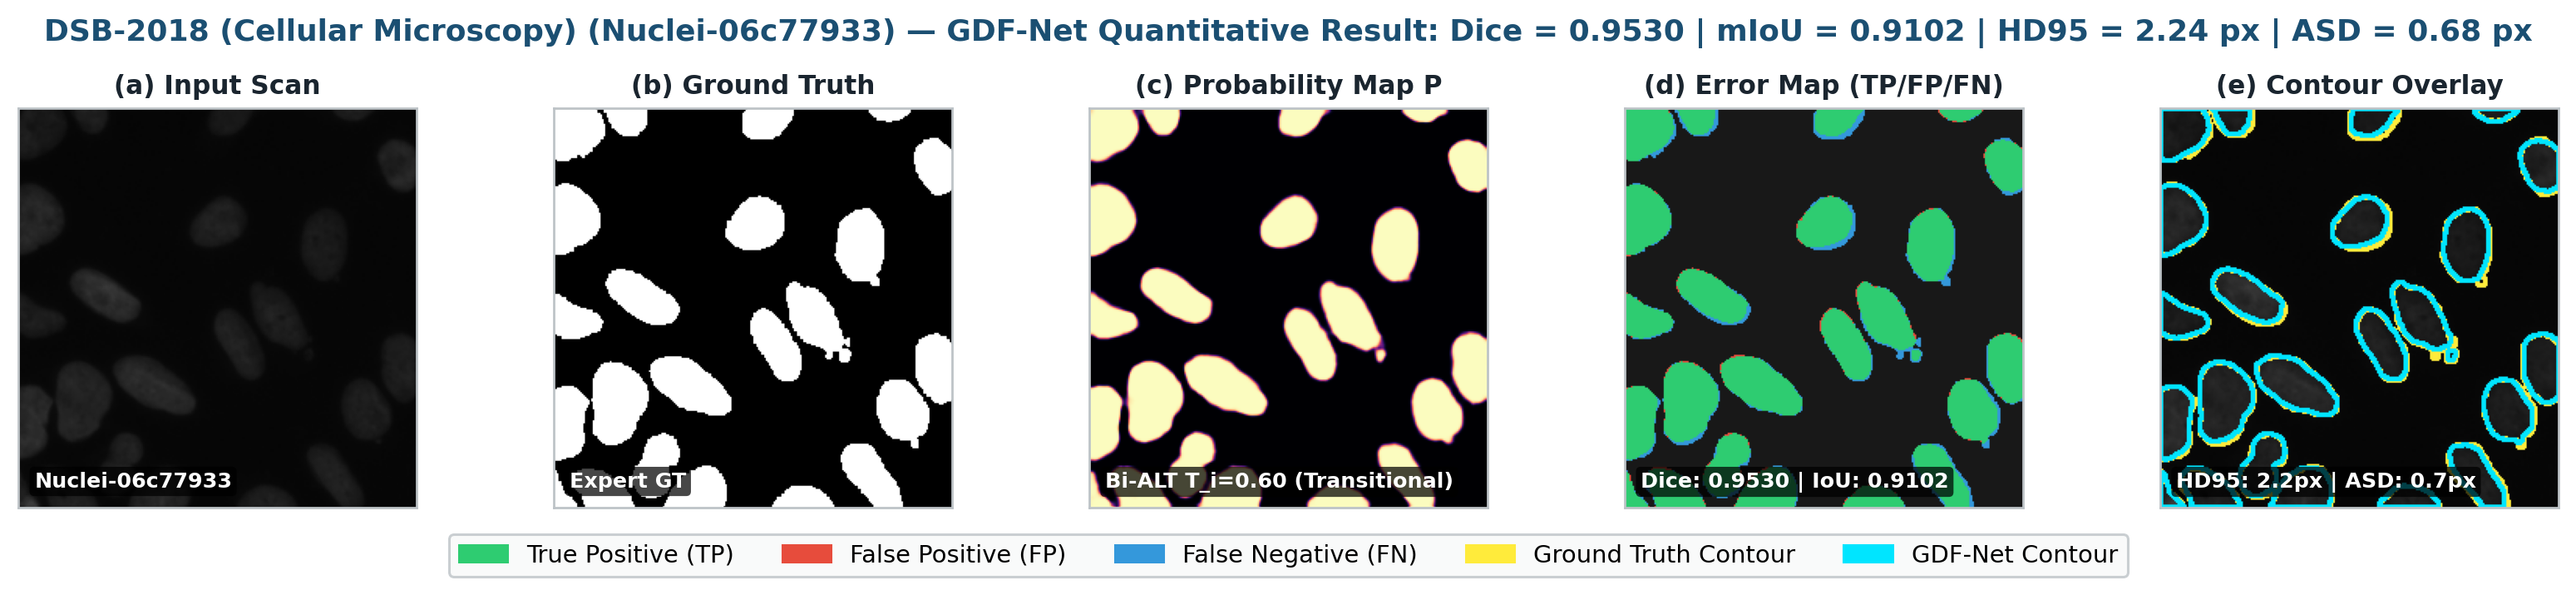 DSB-2018 (Cellular Microscopy) (Nuclei-06c77933) — GDF-Net Quantitative Result: Dice = 0.9530 | mIoU = 0.9102 | HD95 = 2.24 px | ASD = 0.68 px
(a) Input Scan
(b) Ground Truth
(c) Probability Map P
(d) Error Map (TP/FP/FN)
(e) Contour Overlay
Nuclei-06c77933
Expert GT
Bi-ALT T_i=0.60 (Transitional)
Dice: 0.9530 | IoU: 0.9102
HD95: 2.2px | ASD: 0.7px
True Positive (TP)
False Positive (FP)
False Negative (FN)
Ground Truth Contour
GDF-Net Contour